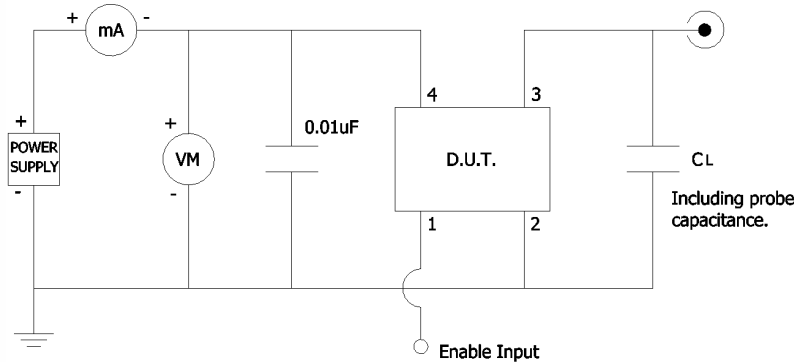 + mA -
4
3
+
POWER
SUPPLY
-
+
VM
-
0.01uF
D.U.T.
CL
Including probe
capacitance.
1
2
Enable Input